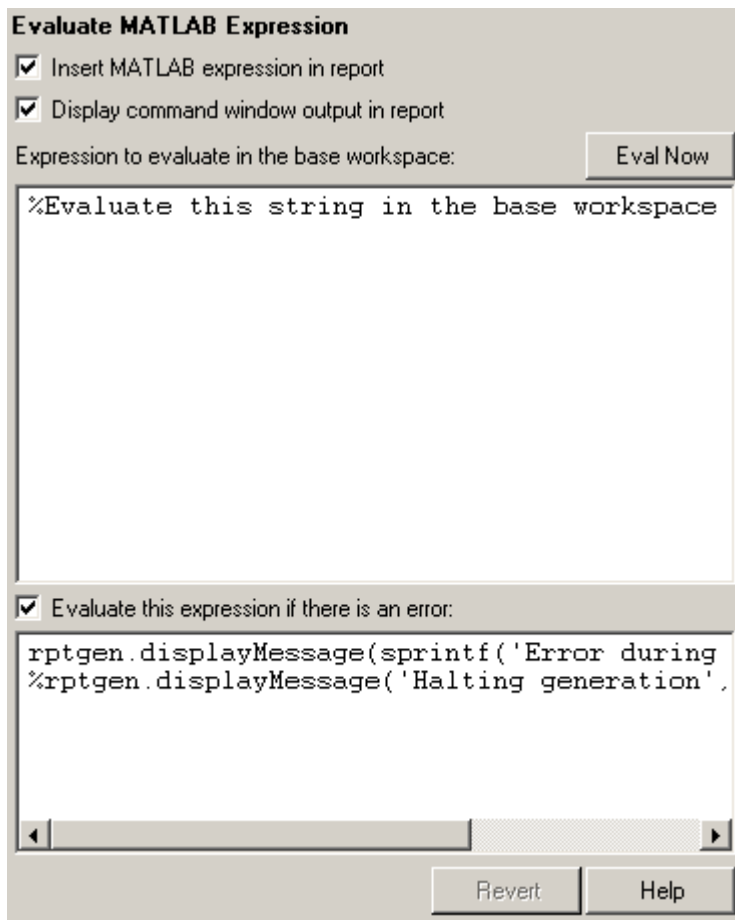 Evaluate MATLAB Expression
Insert MATLAB expression in report
Display command window output in report
Expression to evaluate in the base workspace: Eval Now
%Evaluate this string in the base workspace
Evaluate this expression if there is an error:
rptgen.displayMessage(sprintf('Error during
%rptgen.displayMessage('Halting generation',
Revert Help